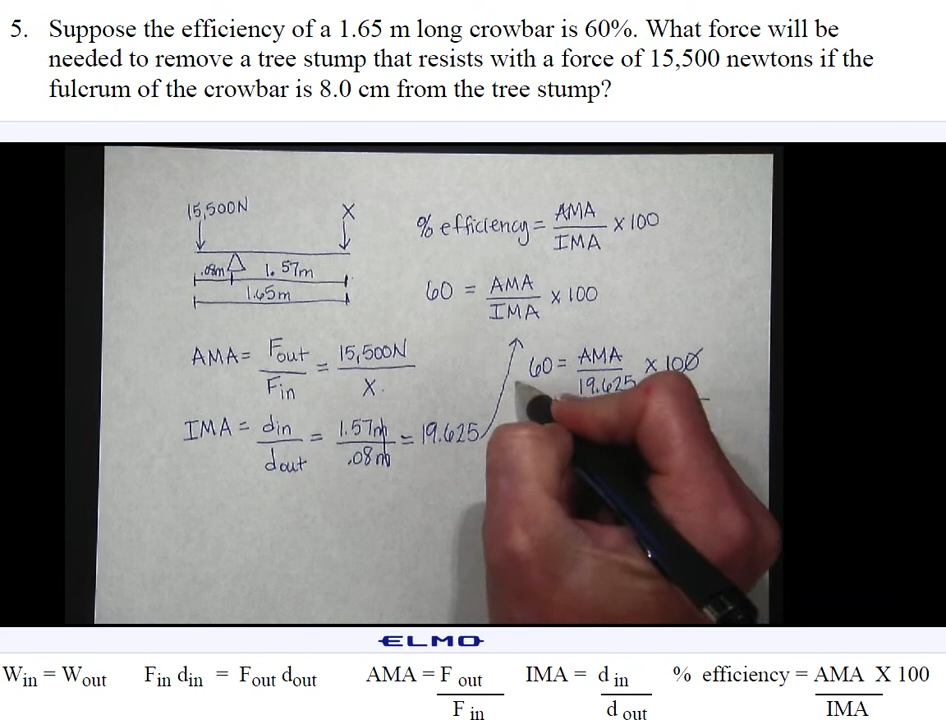 5. Suppose the efficiency of a 1.65 m long crowbar is 60%. What force will be
needed to remove a tree stump that resists with a force of 15,500 newtons if the
fulcrum of the crowbar is 8.0 cm from the tree stump?
15,500N X
.08m 1.57m
1.65m
% efficiency = AMA / IMA X 100
60 = AMA / IMA X 100
AMA = Fout / Fin = 15,500N / X
60 = AMA / 19.625 X 100
IMA = din / dout = 1.57m / .08m = 19.625
ELMO
Win = Wout Fin din = Fout dout AMA = F out / F in IMA = d in / d out % efficiency = AMA / IMA X 100